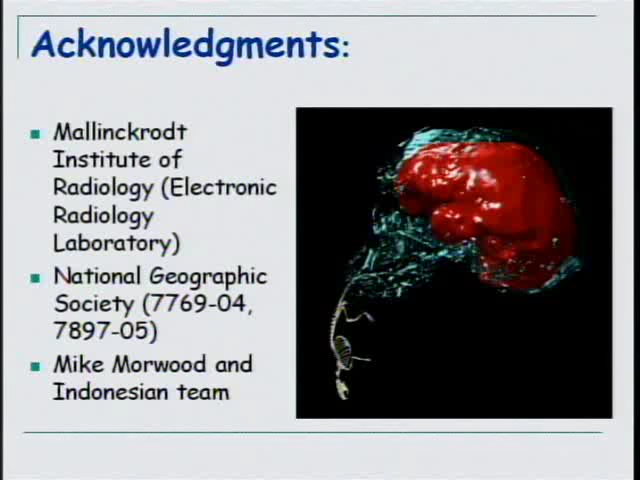 Acknowledgments:
Mallinckrodt
Institute of
Radiology (Electronic
Radiology
Laboratory)
National Geographic
Society (7769-04,
7897-05)
Mike Morwood and
Indonesian team